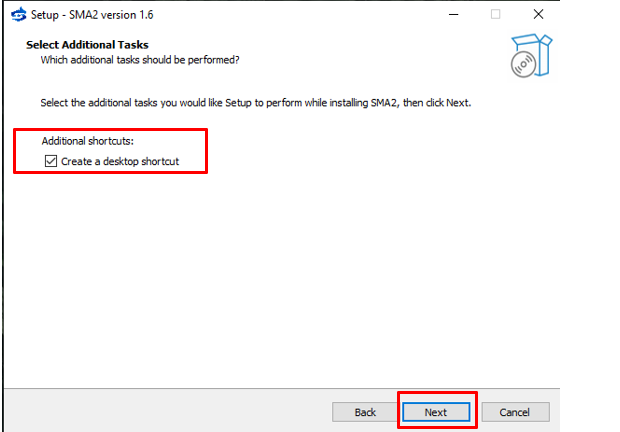 Setup - SMA2 version 1.6
Select Additional Tasks
Which additional tasks should be performed?
Select the additional tasks you would like Setup to perform while installing SMA2, then click Next.
Additional shortcuts:
Create a desktop shortcut
Back
Next
Cancel